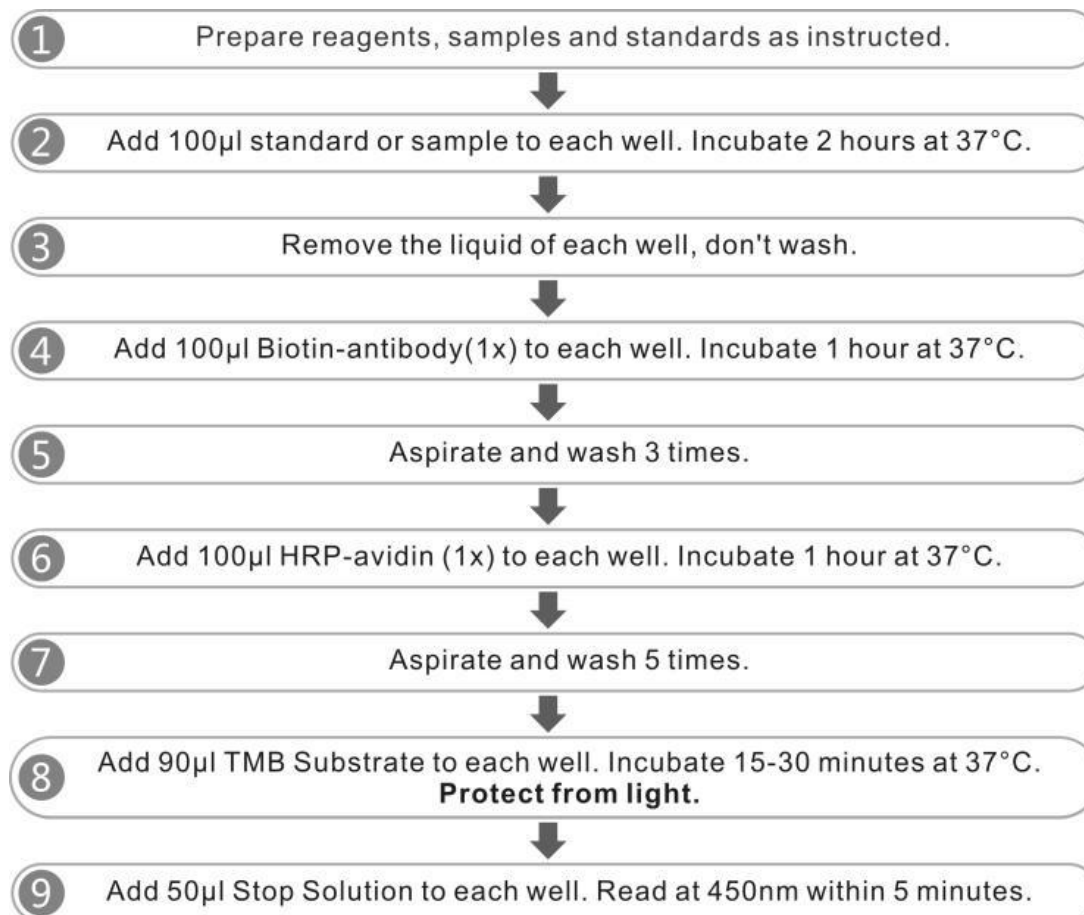 1 Prepare reagents, samples and standards as instructed.
2 Add 100µl standard or sample to each well. Incubate 2 hours at 37°C.
3 Remove the liquid of each well, don't wash.
4 Add 100µl Biotin-antibody(1x) to each well. Incubate 1 hour at 37°C.
5 Aspirate and wash 3 times.
6 Add 100µl HRP-avidin (1x) to each well. Incubate 1 hour at 37°C.
7 Aspirate and wash 5 times.
8 Add 90µl TMB Substrate to each well. Incubate 15-30 minutes at 37°C.
Protect from light.
9 Add 50µl Stop Solution to each well. Read at 450nm within 5 minutes.